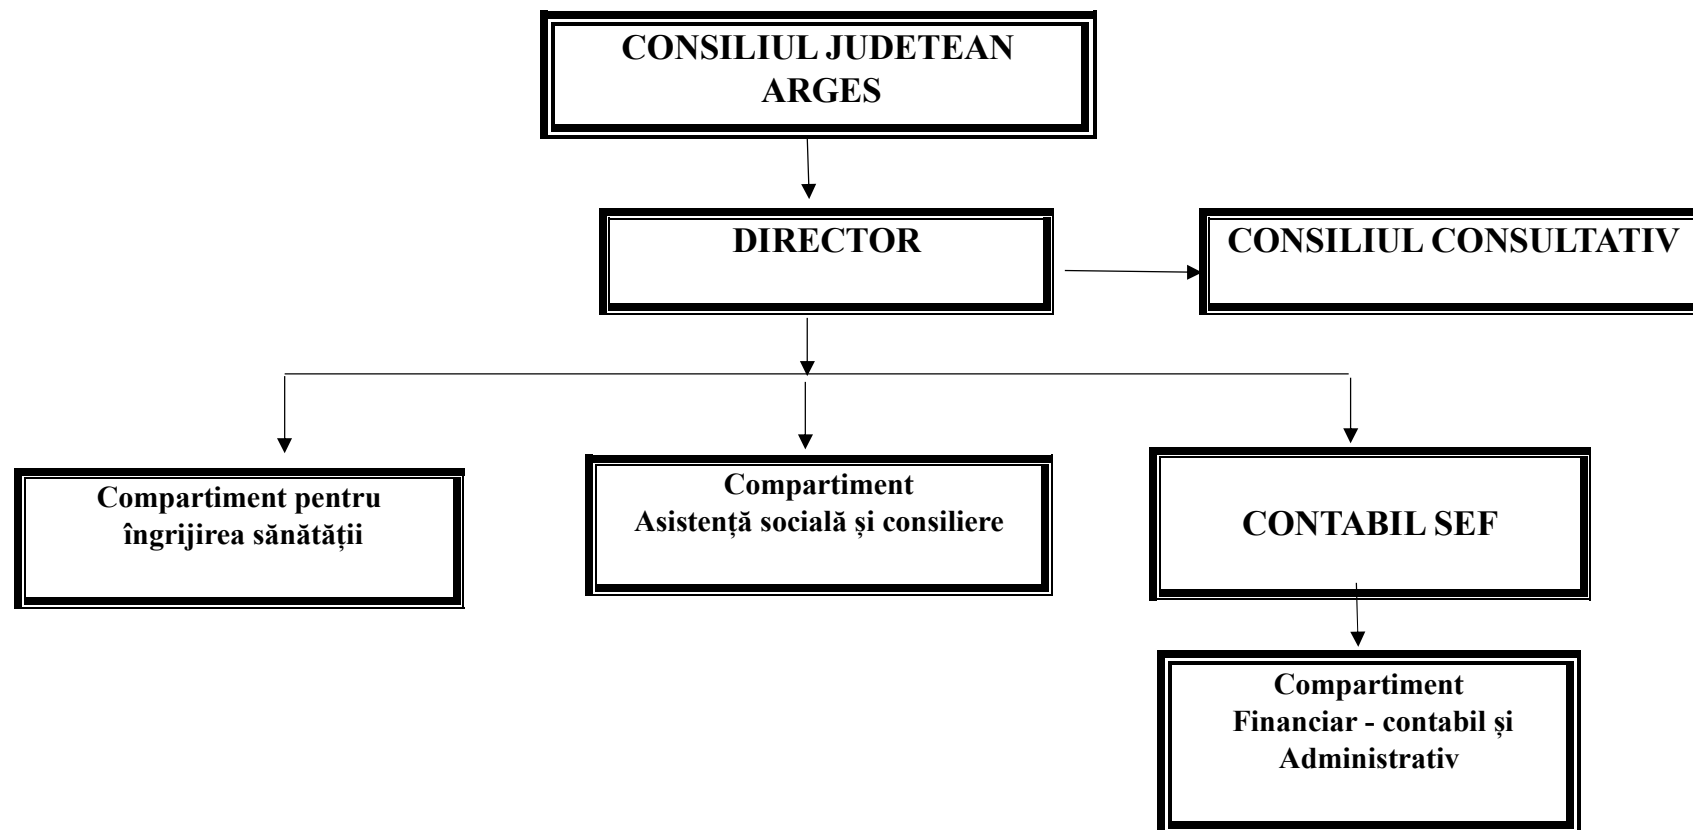 CONSILIUL JUDETEAN
ARGES
DIRECTOR
CONSILIUL CONSULTATIV
Compartiment pentru
îngrijirea sănătății
Compartiment
Asistență socială și consiliere
CONTABIL SEF
Compartiment
Financiar - contabil și
Administrativ